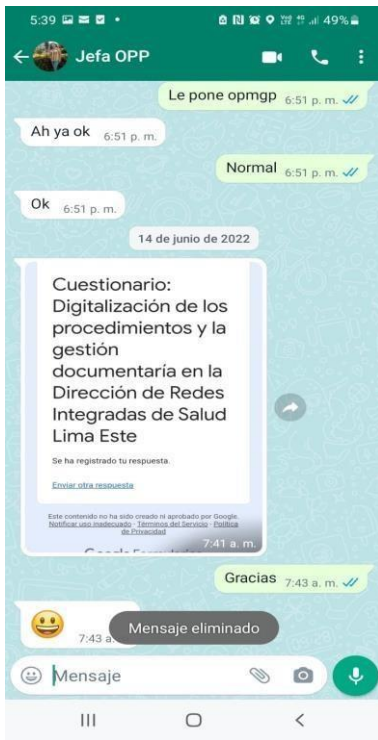 5:39 49%
Jefa OPP
Le pone opmgp 6:51 p. m.
Ah ya ok 6:51 p. m.
Normal 6:51 p. m.
Ok 6:51 p. m.
14 de junio de 2022
Cuestionario:
Digitalización de los
procedimientos y la
gestión
documentaría en la
Dirección de Redes
Integradas de Salud
Lima Este
Se ha registrado tu respuesta.
Enviar otra respuesta
Este contenido no ha sido creado ni aprobado por Google.
Notificar uso inadecuado - Términos del Servicio - Política
de Privacidad
7:41 a. m.
Gracias 7:43 a. m.
7:43 a.
Mensaje eliminado
Mensaje